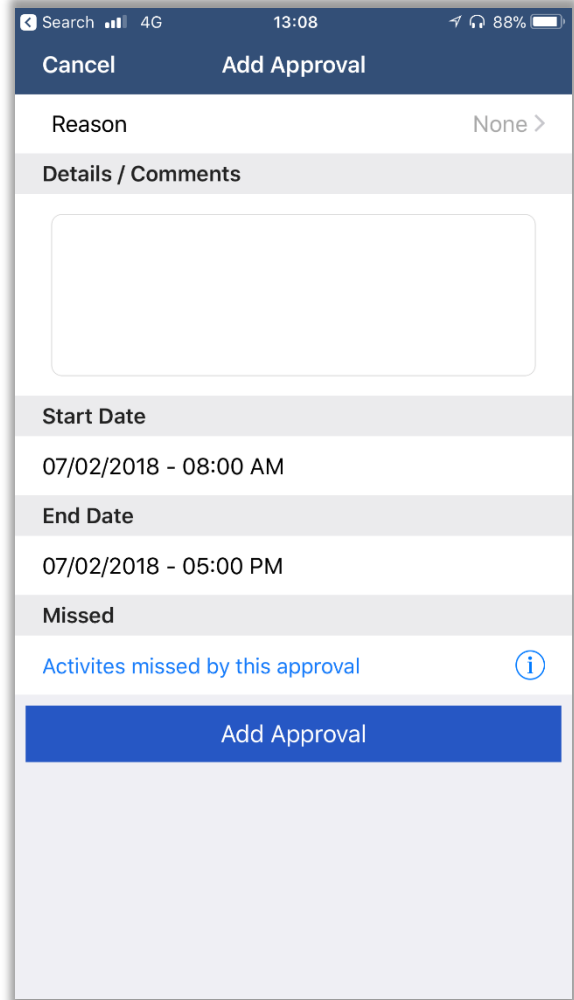 Search 4G 13:08 88%
Cancel Add Approval
Reason None
Details / Comments
Start Date
07/02/2018 - 08:00 AM
End Date
07/02/2018 - 05:00 PM
Missed
Activites missed by this approval
Add Approval